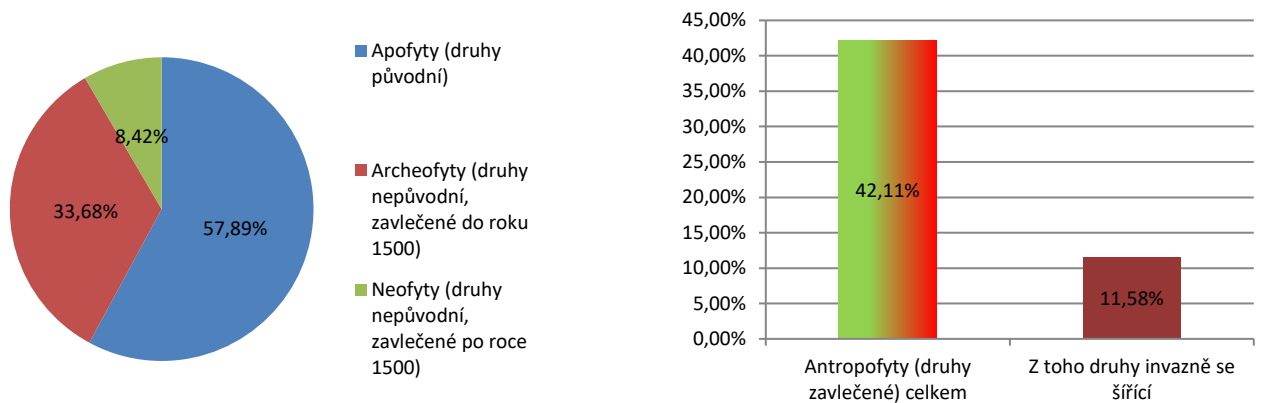 8,42%
33,68%
57,89%
Apofyty (druhy
původní)
Archeofyty (druhy
nepůvodní,
zavlečené do roku
1500)
Neofyty (druhy
nepůvodní,
zavlečené po roce
1500)
45,00%
40,00%
35,00%
30,00%
25,00%
20,00%
15,00%
10,00%
5,00%
0,00%
42,11%
11,58%
Antropofyty (druhy
zavlečené) celkem
Z toho druhy invazně se
šířící